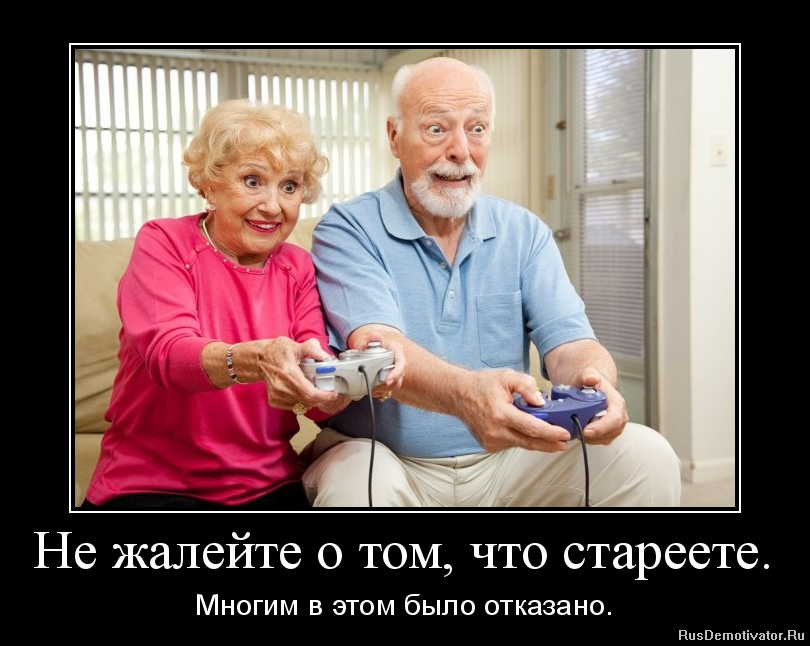 Не жалейте о том, что стареете.
Многим в этом было отказано.
RusDemotivator.Ru